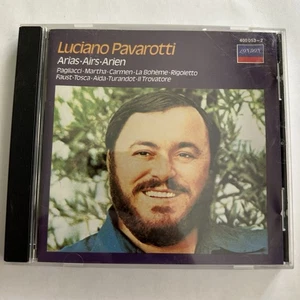 Luciano Pavarotti
Arias·Airs·Arien
Pagliacci·Martha·Carmen·La Bohème·Rigoletto
Faust·Tosca·Aida·Turandot·Il Trovatore
LONDON